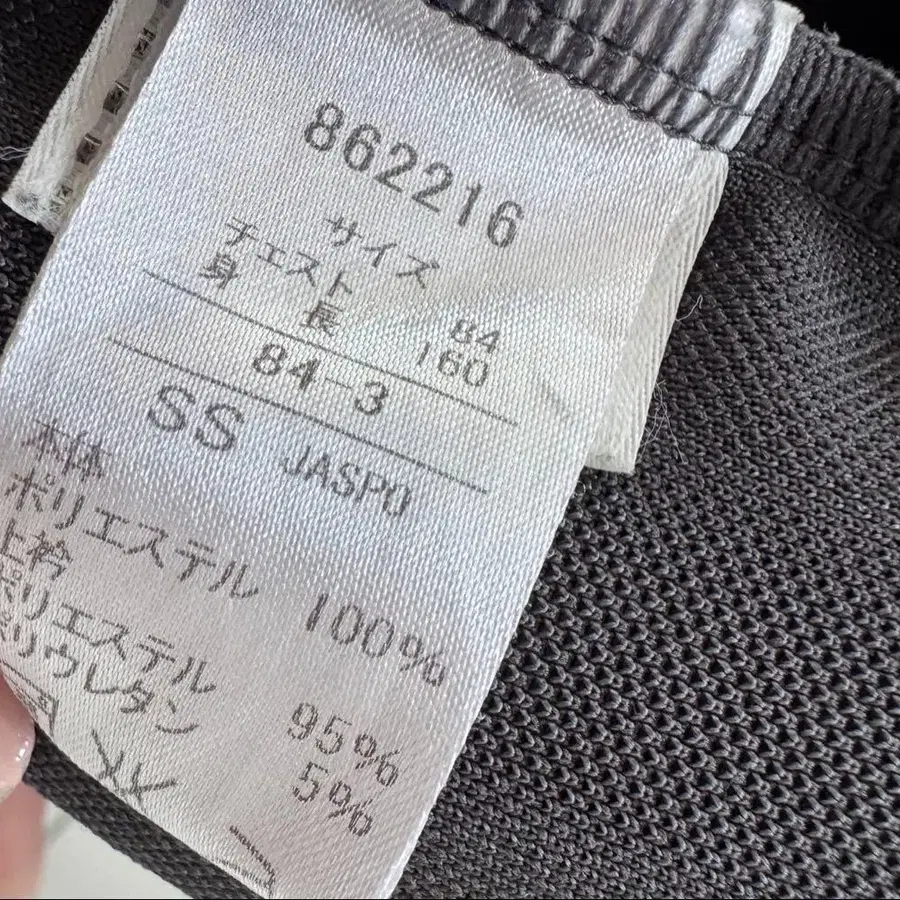 862216
サイズ
チェスト 84
身長 160
84-3
SS JASPO
本体
ポリエステル 100%
上衿
ポリエステル 95%
ポリウレタン 5%